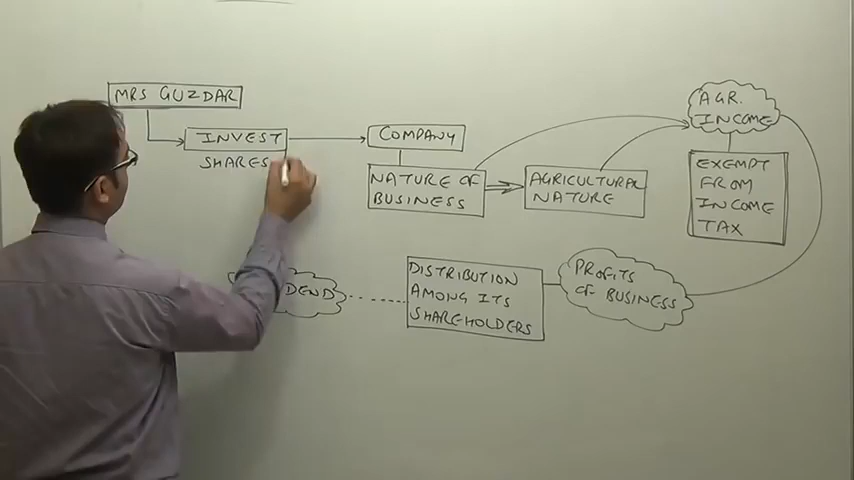 MRS GUZDAR
INVEST
SHARES
COMPANY
NATURE OF
BUSINESS
AGRICULTURAL
NATURE
AGR.
INCOME
EXEMPT
FROM
INCOME
TAX
DISTRIBUTION
AMONG ITS
SHAREHOLDERS
PROFITS
OF BUSINESS